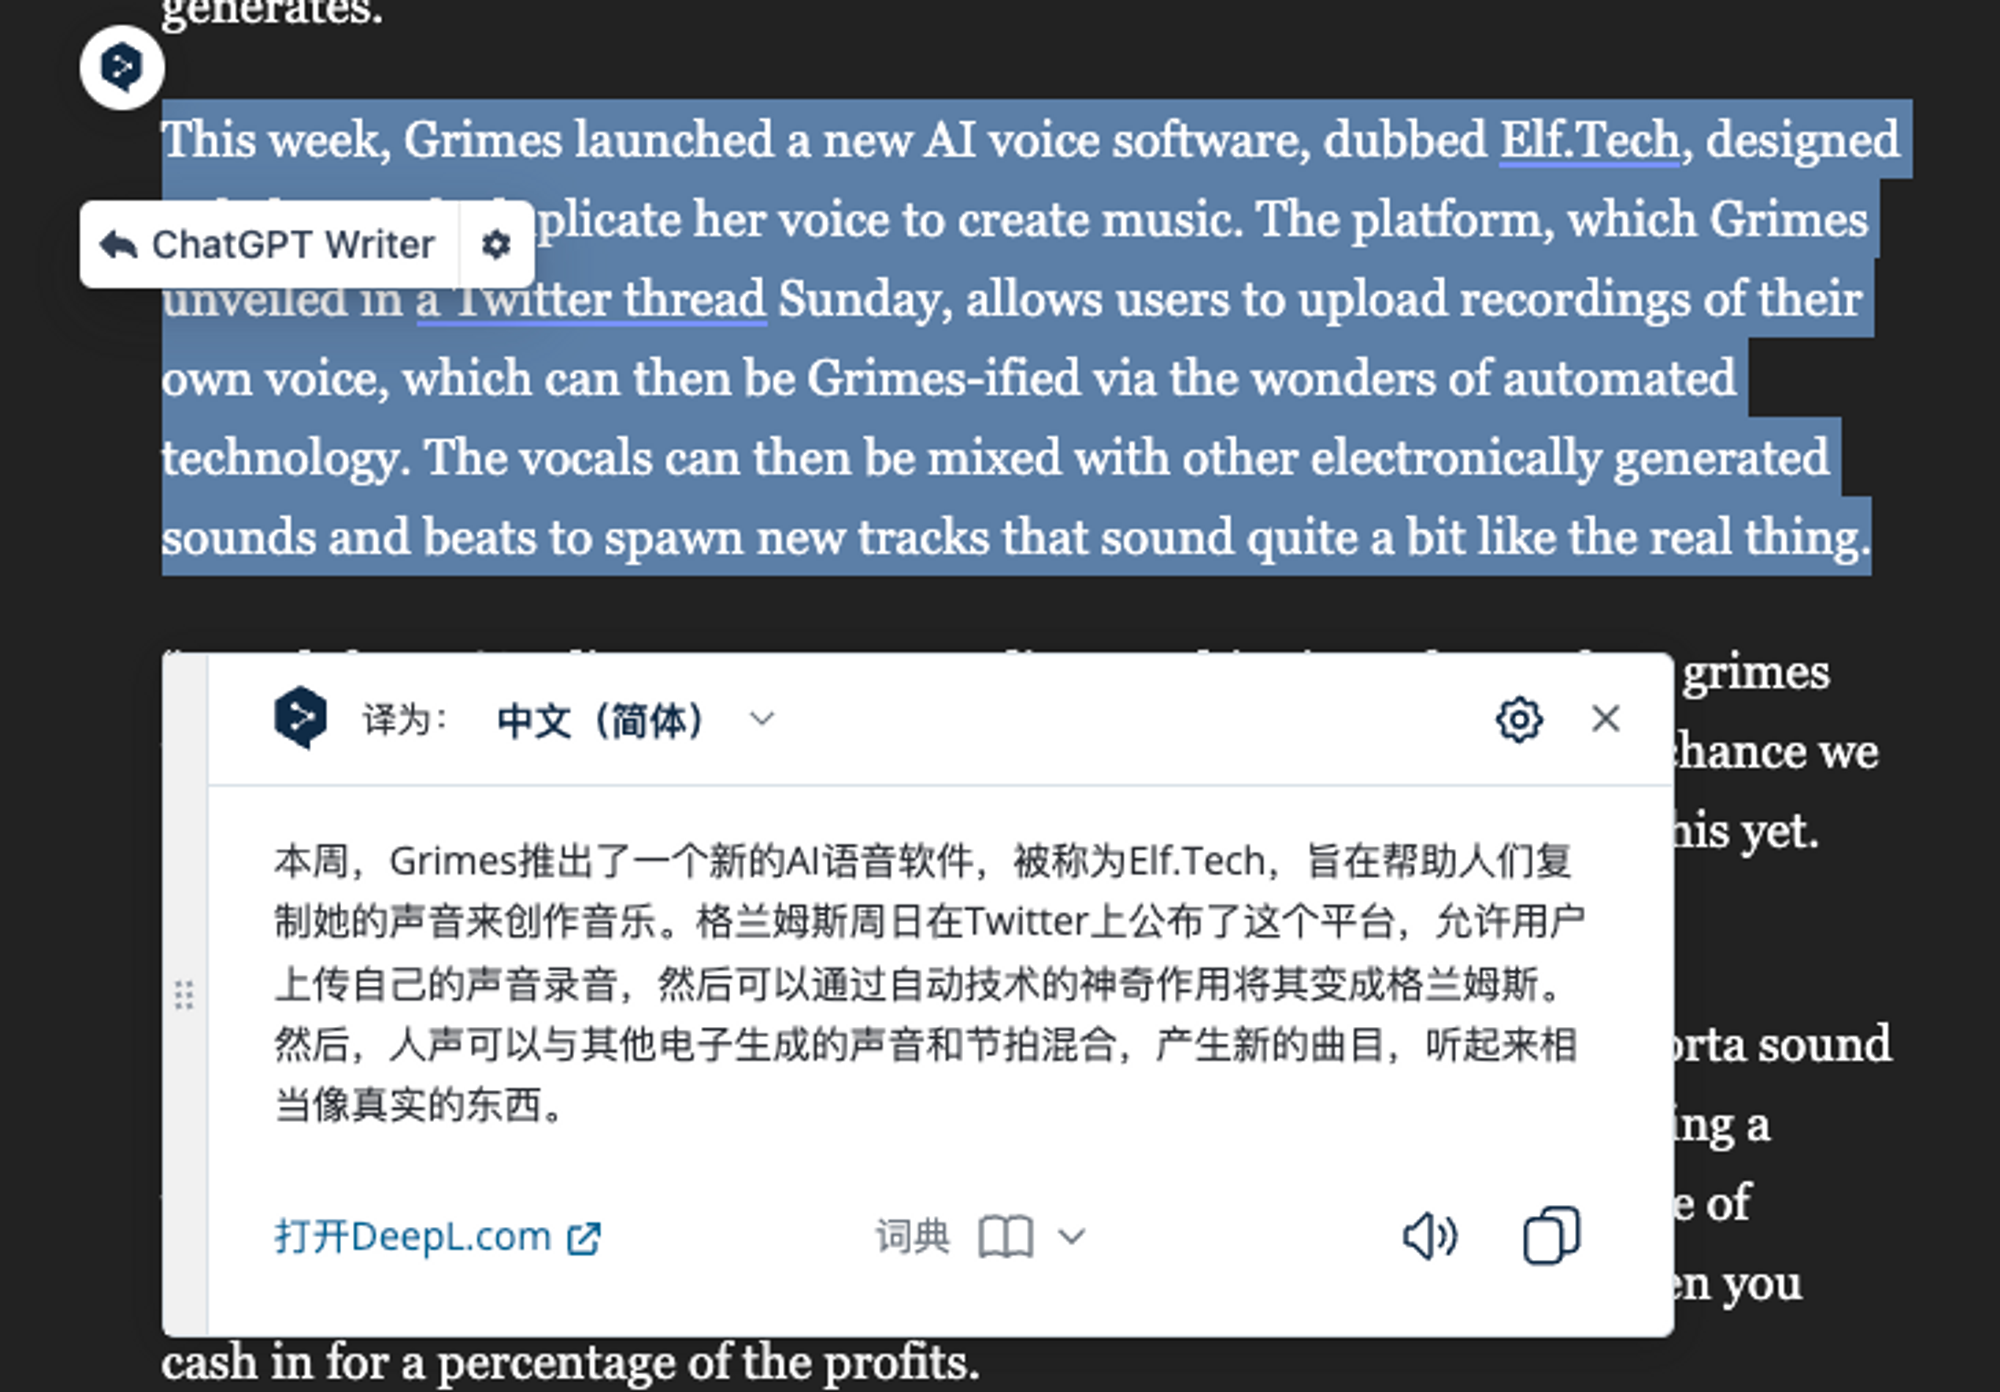 generates.
This week, Grimes launched a new AI voice software, dubbed Elf.Tech, designed
ChatGPT Writer
plicate her voice to create music. The platform, which Grimes
unveiled in a Twitter thread Sunday, allows users to upload recordings of their
own voice, which can then be Grimes-ified via the wonders of automated
technology. The vocals can then be mixed with other electronically generated
sounds and beats to spawn new tracks that sound quite a bit like the real thing.
grimes
译为： 中文（简体）
chance we
his yet.
本周，Grimes推出了一个新的AI语音软件，被称为Elf.Tech，旨在帮助人们复
制她的声音来创作音乐。格兰姆斯周日在Twitter上公布了这个平台，允许用户
上传自己的声音录音，然后可以通过自动技术的神奇作用将其变成格兰姆斯。
然后，人声可以与其他电子生成的声音和节拍混合，产生新的曲目，听起来相
当像真实的东西。
orta sound
ing a
e of
打开DeepL.com 词典
en you
cash in for a percentage of the profits.